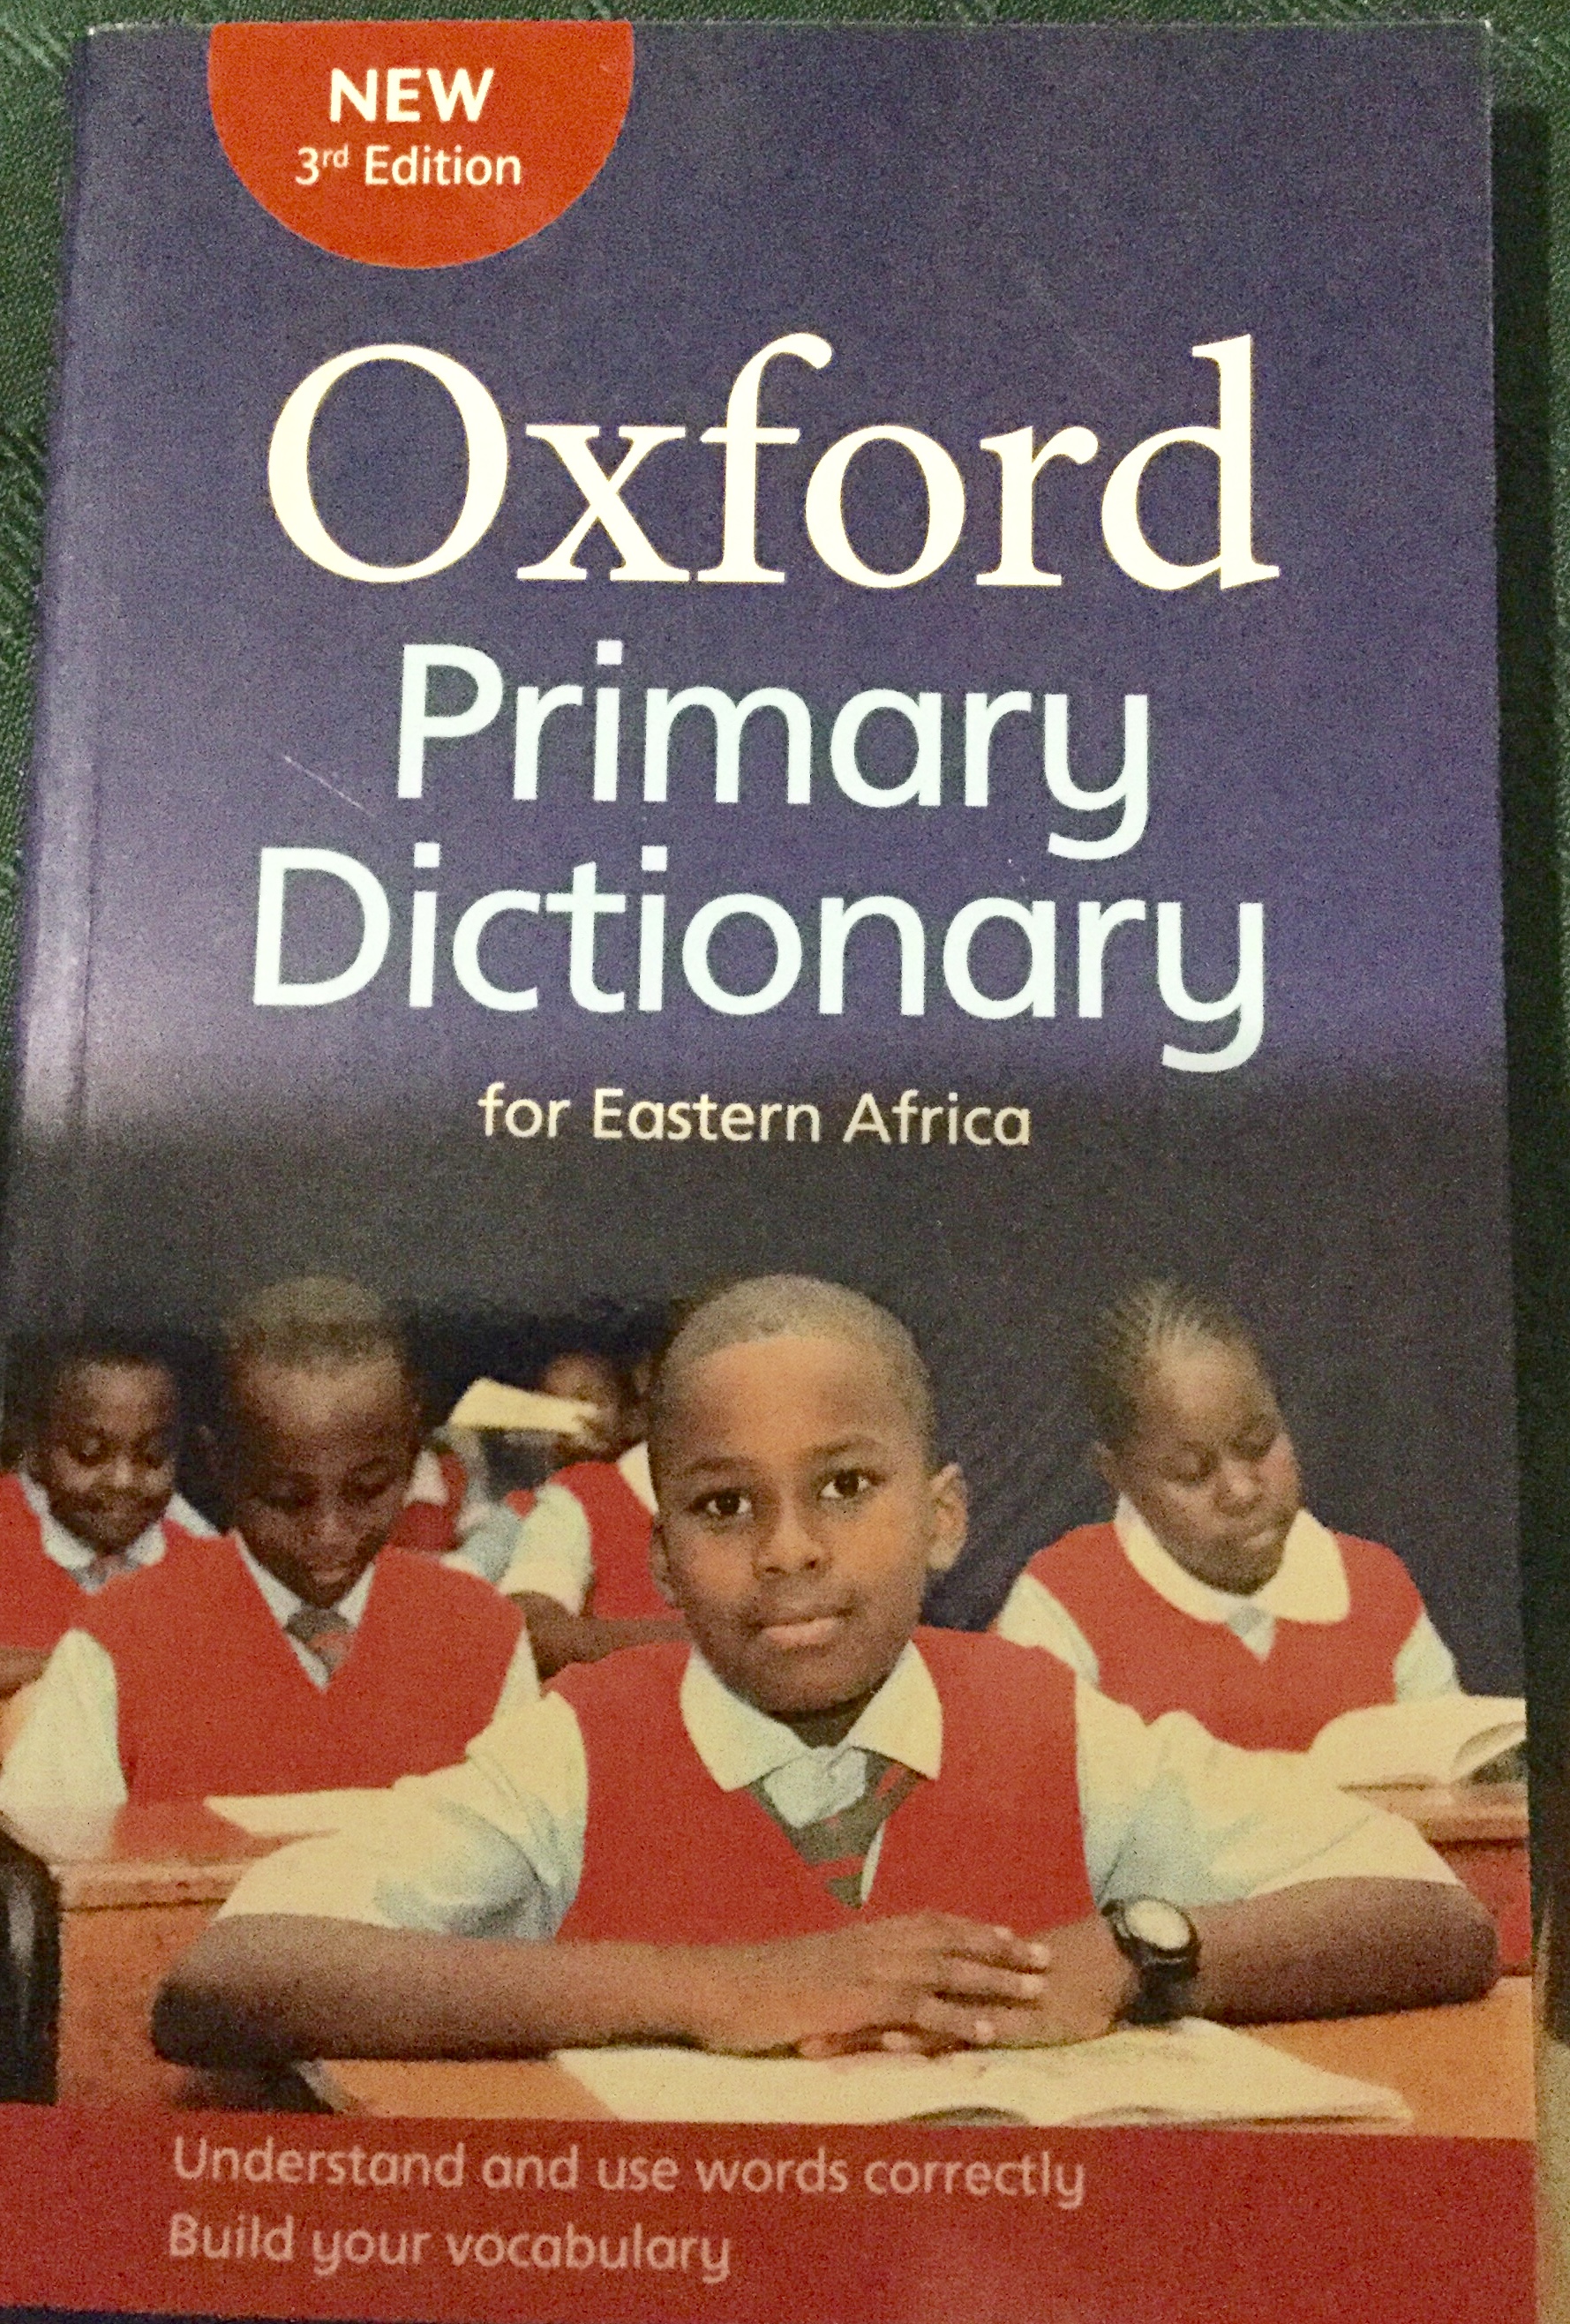 NEW
3rd Edition
Oxford
Primary
Dictionary
for Eastern Africa
Understand and use words correctly
Build your vocabulary